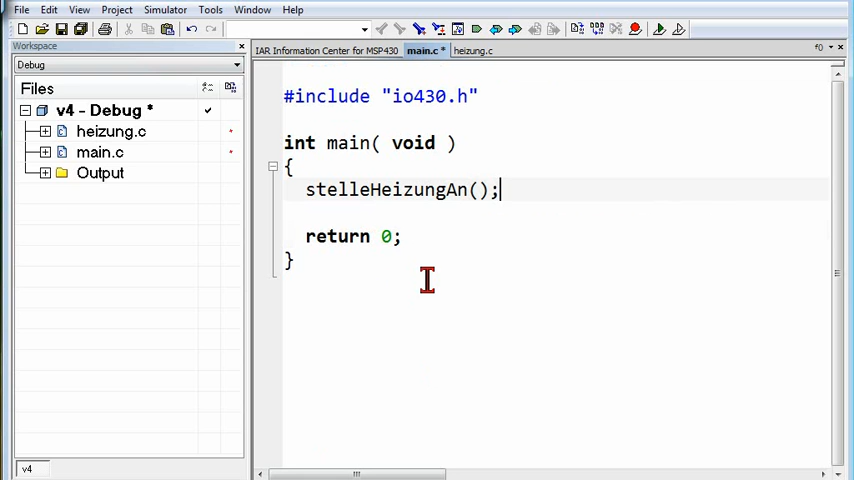 File Edit View Project Simulator Tools Window Help
Workspace
IAR Information Center for MSP430 main.c * heizung.c f0
Debug
Files
v4 - Debug *
heizung.c
main.c
Output
#include "io430.h"
int main( void )
{
stelleHeizungAn();
return 0;
}
v4